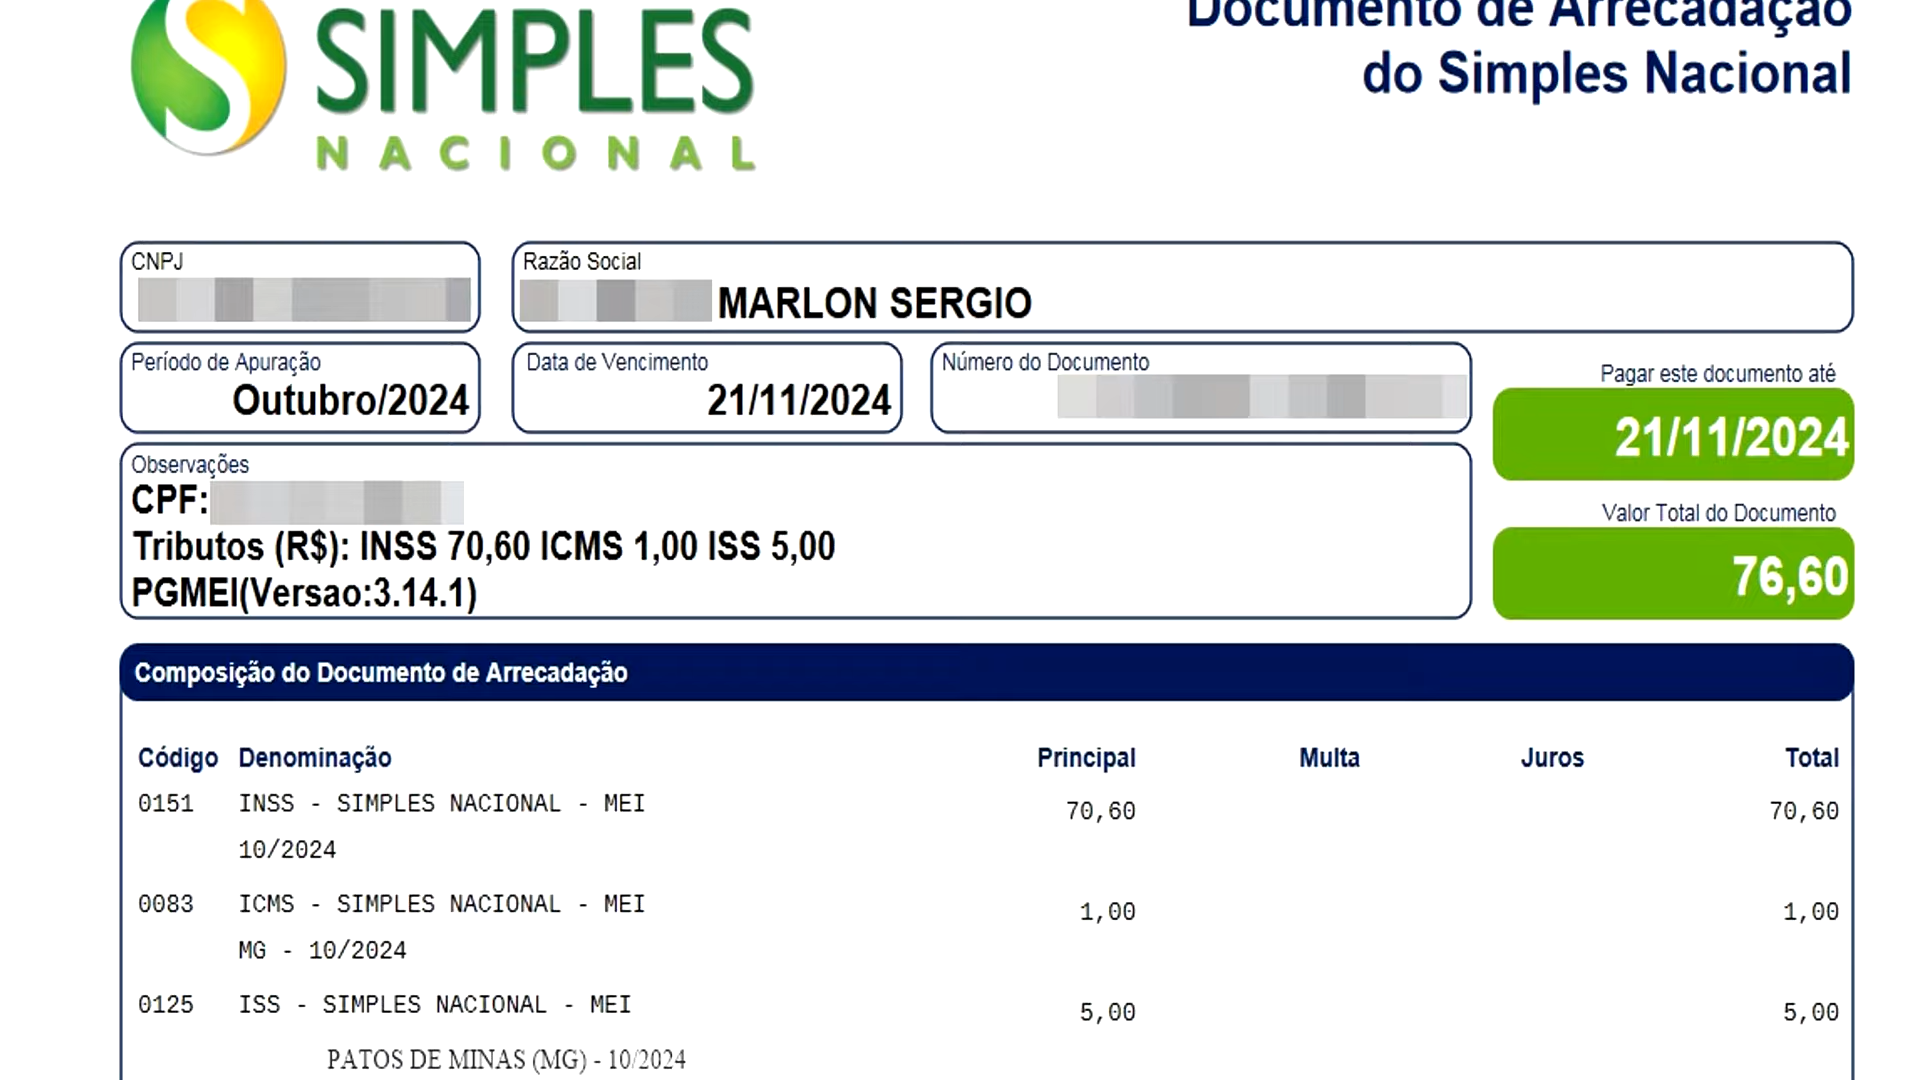 SIMPLES
NACIONAL
Documento de Arrecadação
do Simples Nacional
CNPJ
Razão Social
MARLON SERGIO
Período de Apuração
Outubro/2024
Data de Vencimento
21/11/2024
Número do Documento
Pagar este documento até
21/11/2024
Observações
CPF:
Tributos (R$): INSS 70,60 ICMS 1,00 ISS 5,00
PGMEI(Versao:3.14.1)
Valor Total do Documento
76,60
Composição do Documento de Arrecadação
Código Denominação Principal Multa Juros Total
0151 INSS - SIMPLES NACIONAL - MEI 70,60 70,60
10/2024
0083 ICMS - SIMPLES NACIONAL - MEI 1,00 1,00
MG - 10/2024
0125 ISS - SIMPLES NACIONAL - MEI 5,00 5,00
PATOS DE MINAS (MG) - 10/2024